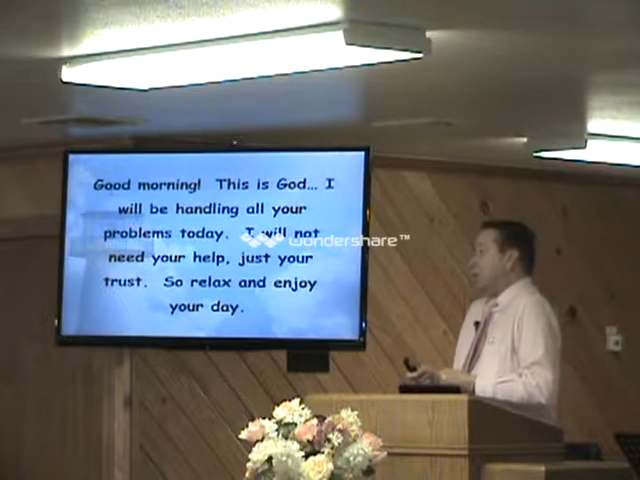 Good morning!  This is God... I
will be handling all your
problems today.  I will not
need your help, just your
trust.  So relax and enjoy
your day.
wondershare™